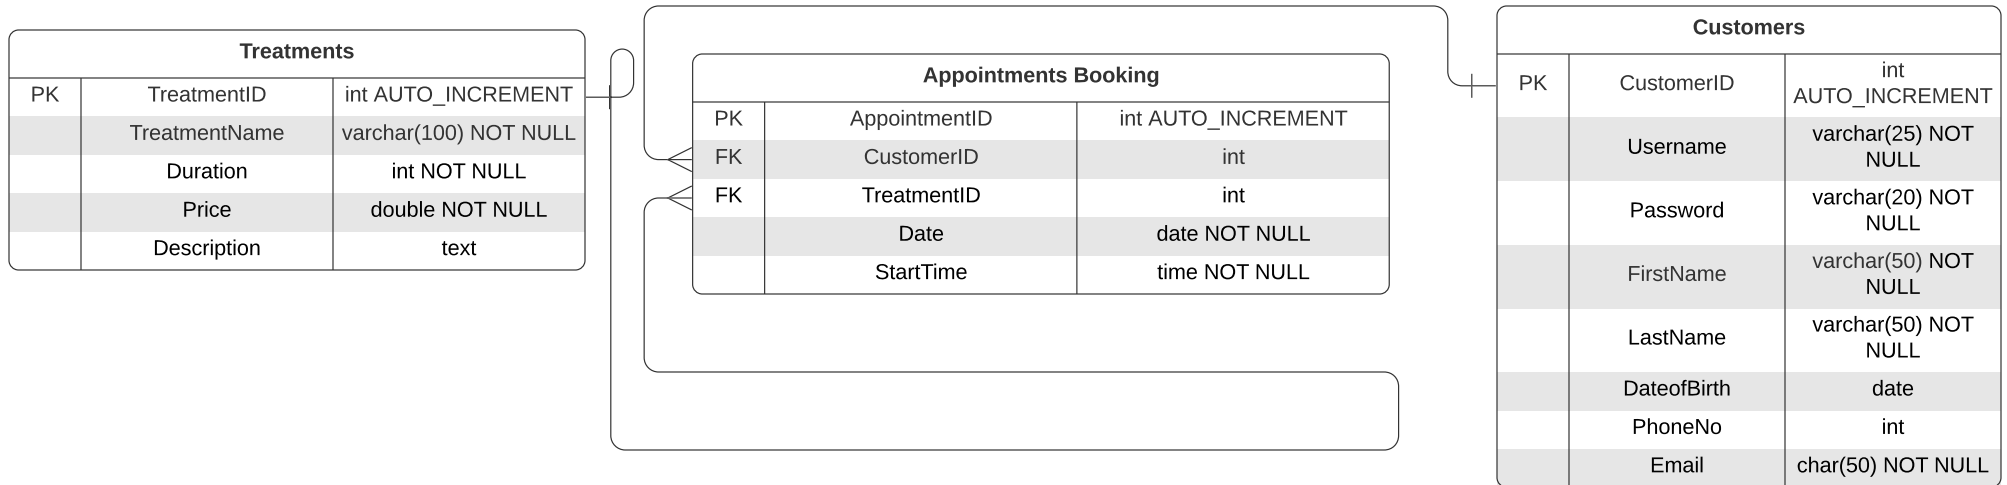 Treatments
PK TreatmentID int AUTO_INCREMENT
TreatmentName varchar(100) NOT NULL
Duration int NOT NULL
Price double NOT NULL
Description text
Appointments Booking
PK AppointmentID int AUTO_INCREMENT
FK CustomerID int
FK TreatmentID int
Date date NOT NULL
StartTime time NOT NULL
Customers
PK CustomerID int
AUTO_INCREMENT
Username varchar(25) NOT
NULL
Password varchar(20) NOT
NULL
FirstName varchar(50) NOT
NULL
LastName varchar(50) NOT
NULL
DateofBirth date
PhoneNo int
Email char(50) NOT NULL